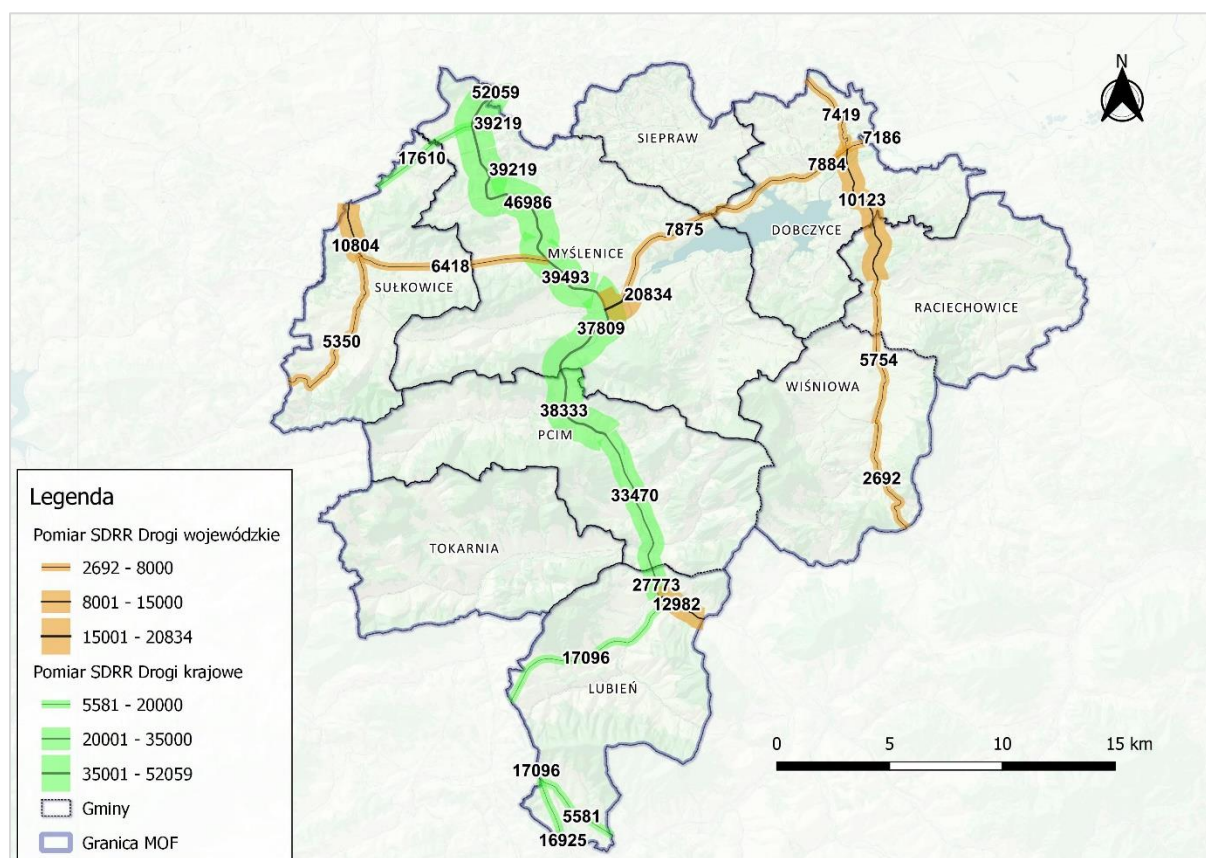 N
52059
39219
7419
7186
SIEPRAW
17610
39219
7884
46986
10123
7875
DOBCZYCE
10804
MYŚLENICE
6418
SUŁKOWICE
39493
20834
RACIECHOWICE
37809
5350
5754
WIŚNIOWA
38333
PCIM
2692
33470
TOKARNIA
27773
12982
17096
LUBIEŃ
17096
5581
16925
0 5 10 15 km
Legenda
Pomiar SDRR Drogi wojewódzkie
2692 - 8000
8001 - 15000
15001 - 20834
Pomiar SDRR Drogi krajowe
5581 - 20000
20001 - 35000
35001 - 52059
Gminy
Granica MOF